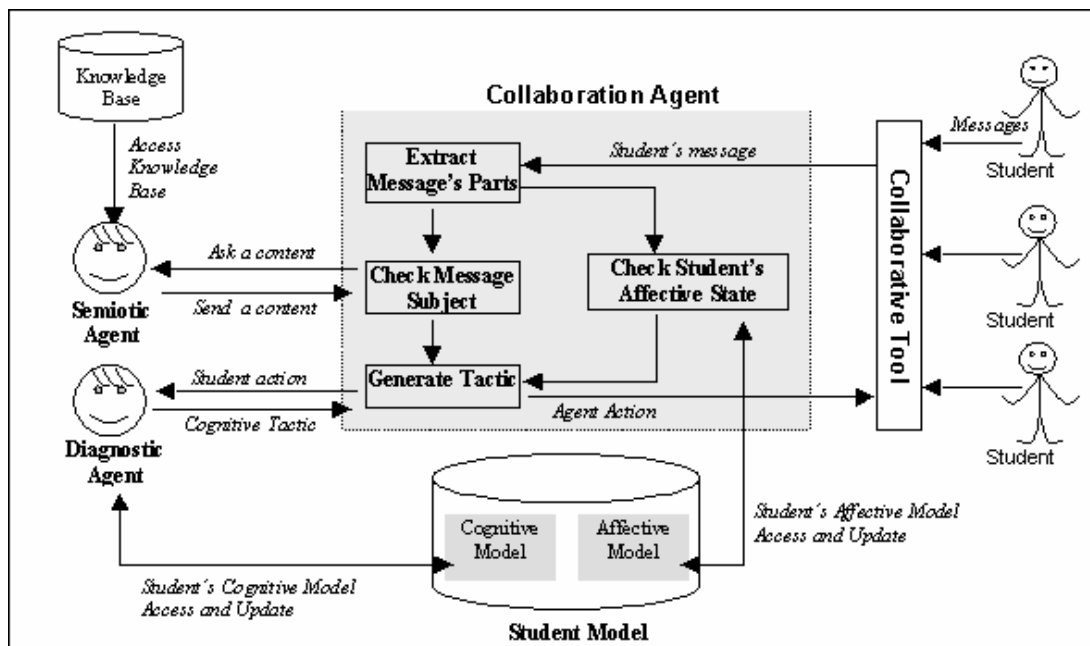 Knowledge
Base
Access
Knowledge
Base
Collaboration Agent
Extract
Message's Parts
Student´s message
Messages
Student
Collaborative Tool
Ask a content
Send a content
Semiotic
Agent
Check Message
Subject
Check Student's
Affective State
Student
Student action
Cognitive Tactic
Diagnostic
Agent
Generate Tactic
Agent Action
Student
Cognitive
Model
Affective
Model
Student´s Affective Model
Access and Update
Student´s Cognitive Model
Access and Update
Student Model